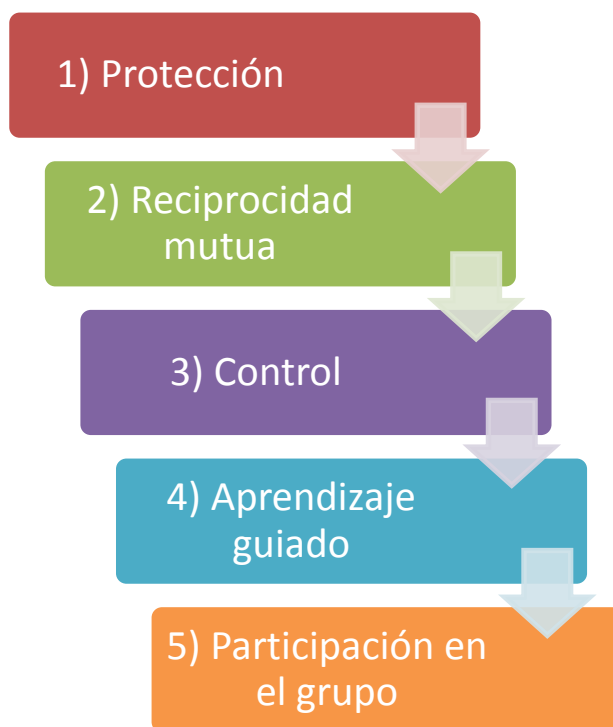 1) Protección
2) Reciprocidad
mutua
3) Control
4) Aprendizaje
guiado
5) Participación en
el grupo